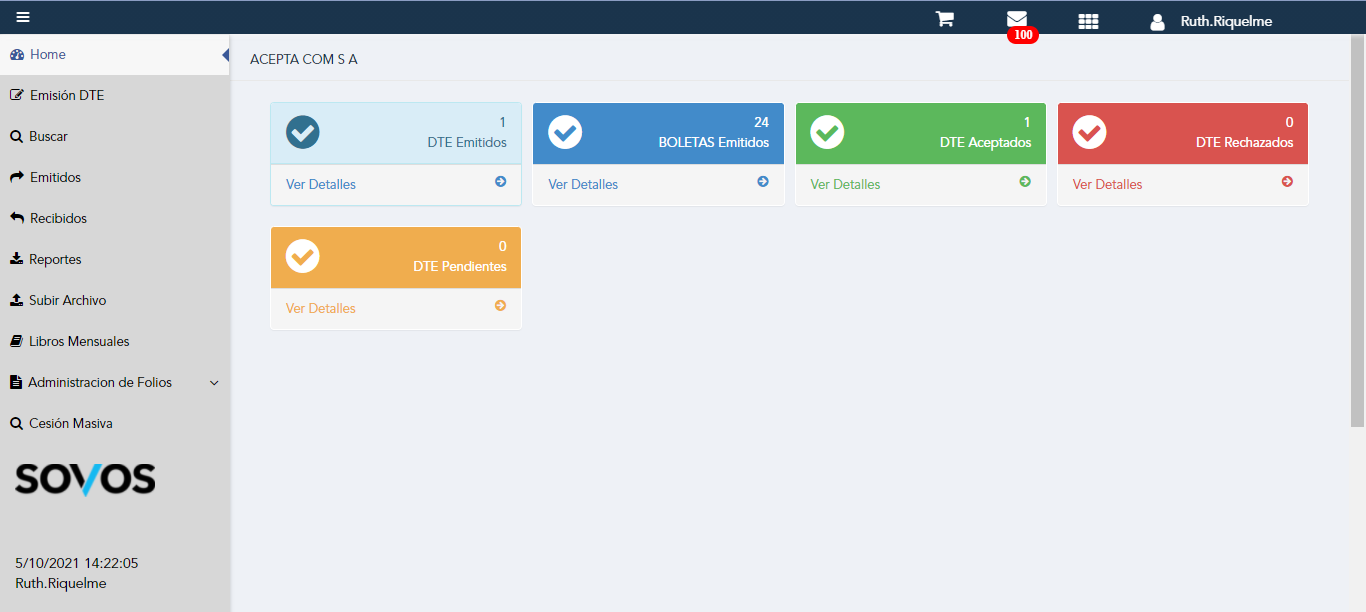 100
Ruth.Riquelme
Home
Emisión DTE
Buscar
Emitidos
Recibidos
Reportes
Subir Archivo
Libros Mensuales
Administracion de Folios
Cesión Masiva
SOVOS
5/10/2021 14:22:05
Ruth.Riquelme
ACEPTA COM S A
1
DTE Emitidos
Ver Detalles
24
BOLETAS Emitidos
Ver Detalles
1
DTE Aceptados
Ver Detalles
0
DTE Rechazados
Ver Detalles
0
DTE Pendientes
Ver Detalles